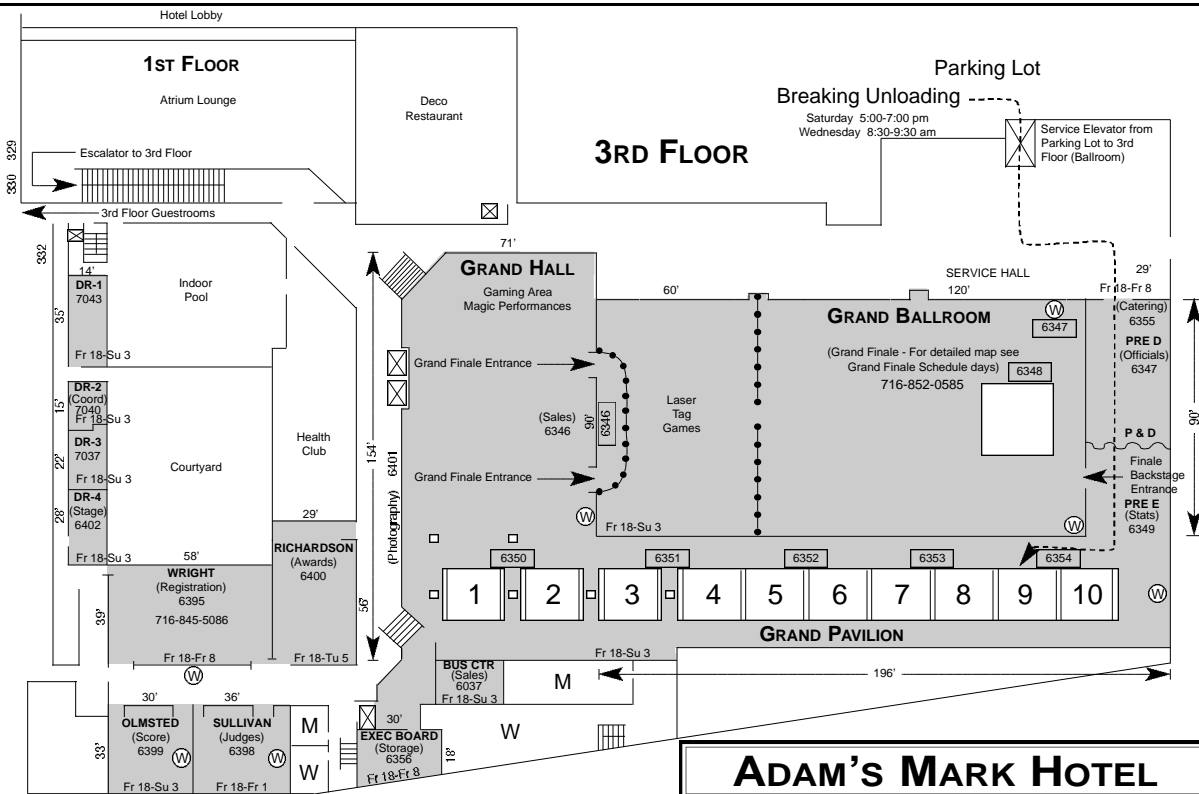 Hotel Lobby
1ST FLOOR
Atrium Lounge
Deco
Restaurant
Parking Lot
Breaking Unloading
Saturday 5:00-7:00 pm
Wednesday 8:30-9:30 am
Service Elevator from
Parking Lot to 3rd
Floor (Ballroom)
3RD FLOOR
329
330
Escalator to 3rd Floor
3rd Floor Guestrooms
332
14'
DR-1
7043
35'
Fr 18-Su 3
Indoor
Pool
DR-2
(Coord)
7040
15'
Fr 18-Su 3
DR-3
7037
22'
Fr 18-Su 3
DR-4
(Stage)
6402
28'
Fr 18-Su 3
Courtyard
Health
Club
58'
29'
WRIGHT
(Registration)
6395
716-845-5086
39'
Fr 18-Fr 8
RICHARDSON
(Awards)
6400
56'
Fr 18-Tu 5
W
30'
OLMSTED
(Score)
6399
33'
W
Fr 18-Su 3
36'
SULLIVAN
(Judges)
6398
W
Fr 18-Fr 1
M
W
30'
EXEC BOARD
(Storage)
6356
18'
Fr 18-Fr 8
BUS CTR
(Sales)
6037
Fr 18-Su 3
M
W
71'
154'
(Photography) 6401
GRAND HALL
Gaming Area
Magic Performances
Grand Finale Entrance
(Sales)
6346
90'
6346
Grand Finale Entrance
W
60'
Laser
Tag
Games
Fr 18-Su 3
SERVICE HALL
120'
GRAND BALLROOM
(Grand Finale - For detailed map see
Grand Finale Schedule days)
716-852-0585
W
6347
6348
W
29'
Fr 18-Fr 8
(Catering)
6355
PRE D
(Officials)
6347
90'
P & D
Finale
Backstage
Entrance
PRE E
(Stats)
6349
W
6350
6351
6352
6353
6354
1
2
3
4
5
6
7
8
9
10
GRAND PAVILION
Fr 18-Su 3
196'
ADAM'S MARK HOTEL